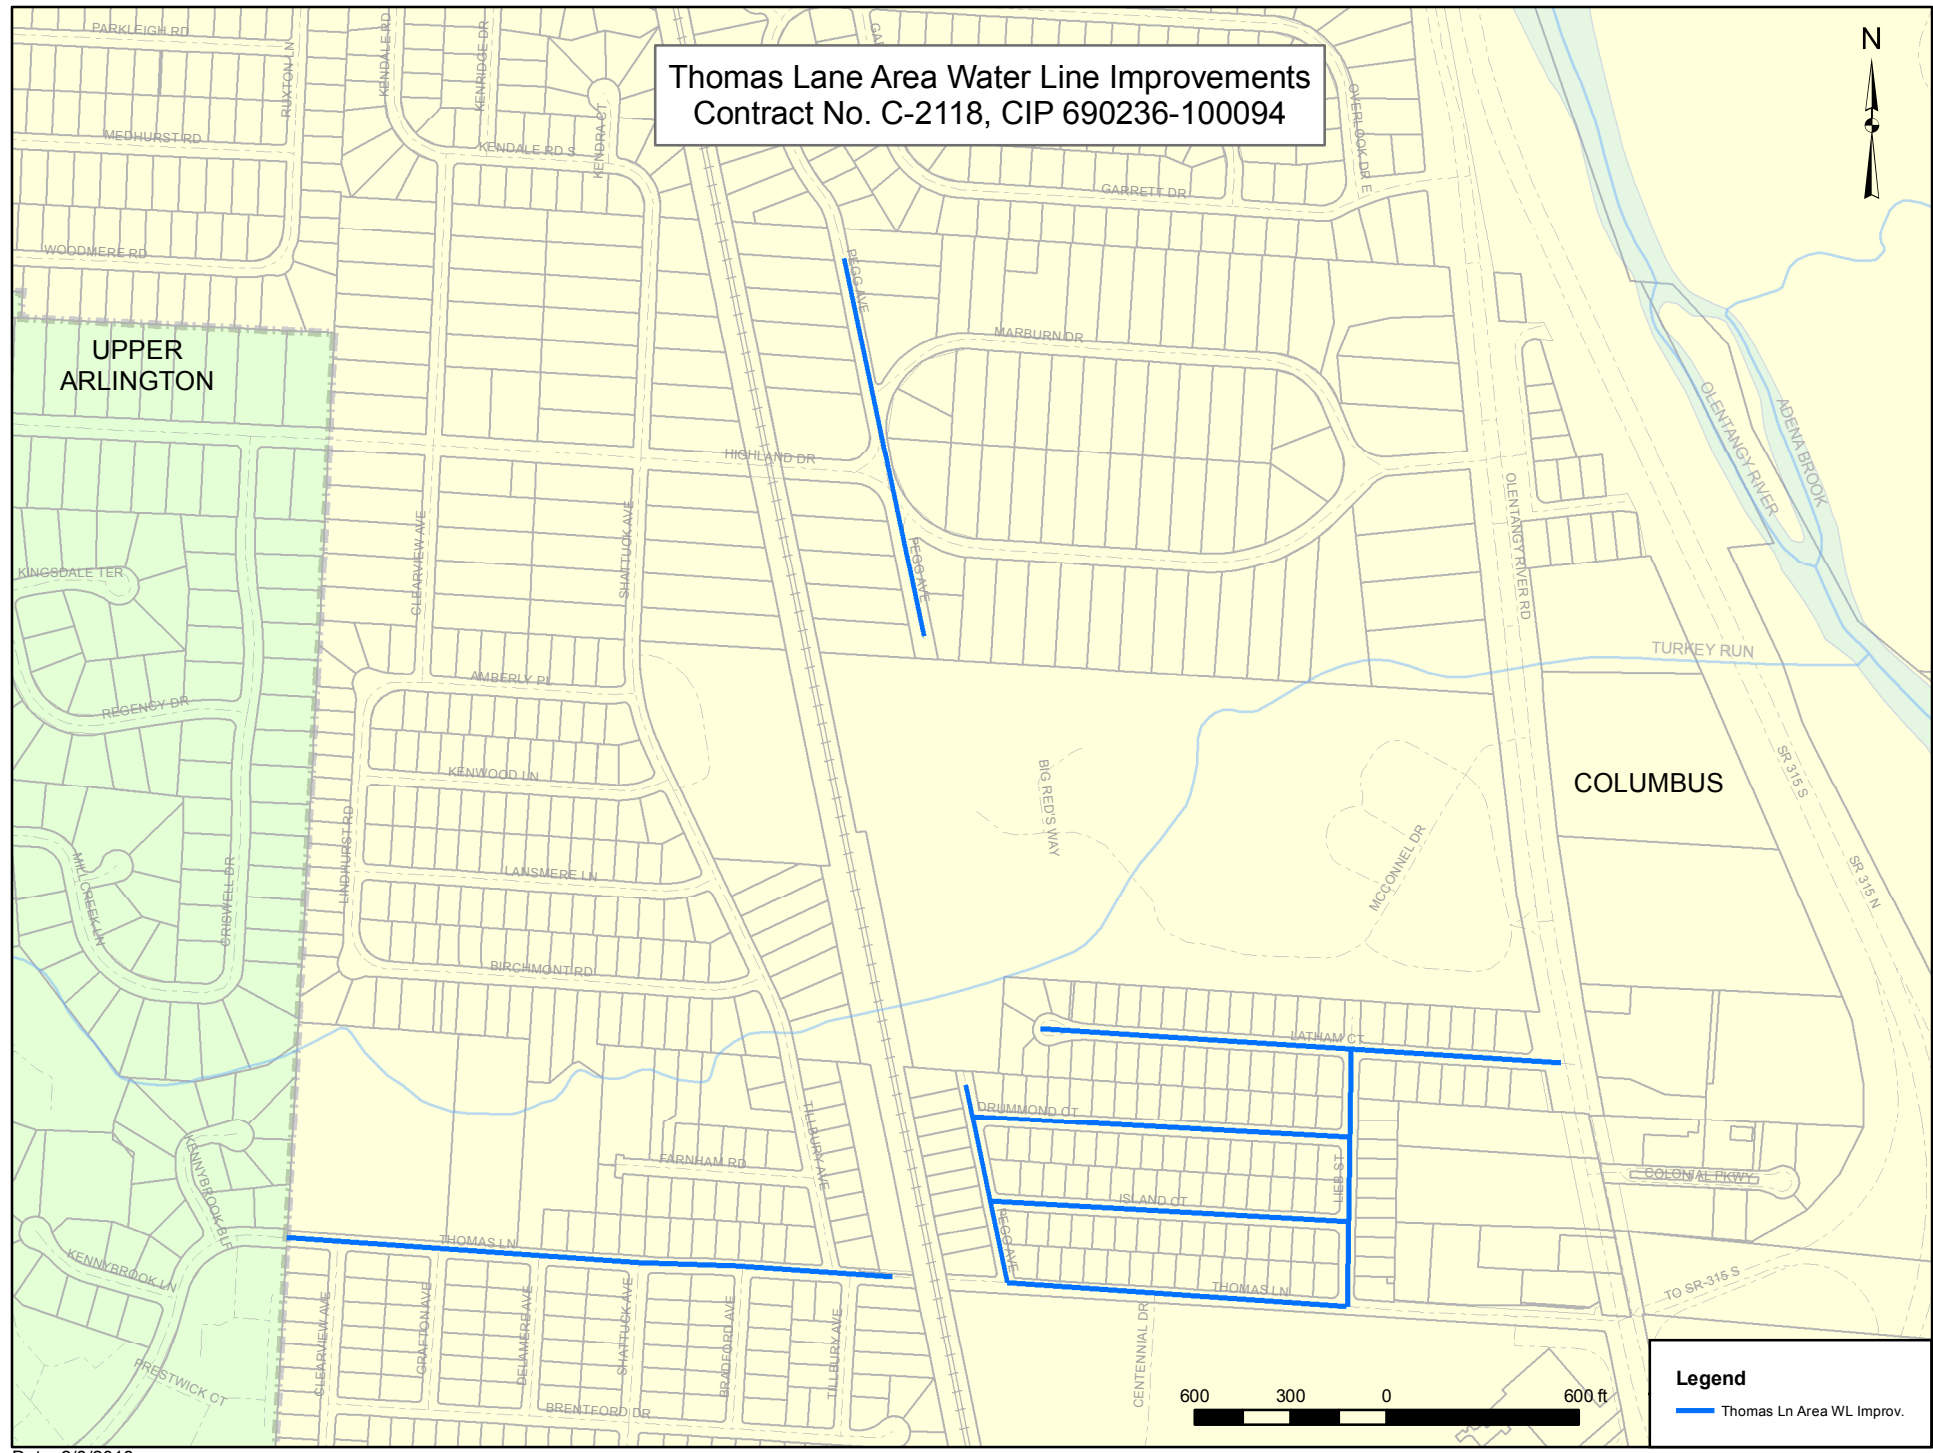 Thomas Lane Area Water Line Improvements
Contract No. C-2118, CIP 690236-100094
N
PARKLEIGH RD
RUXTON LN
KENDALE RD
KENRIDGE DR
KENDRA CT
MEDHURST RD
KENDALE RD S
OVERLOOK DR E
GARRETT DR
WOODMERE RD
PEGG AVE
UPPER
ARLINGTON
MARBURN DR
OLENTANGY RIVER
ADENA BROOK
HIGHLAND DR
CLEARVIEW AVE
SHATTUCK AVE
PEGG AVE
OLENTANGY RIVER RD
KINGSDALE TER
TURKEY RUN
AMBERLY PL
REGENCY DR
KENWOOD LN
BIG RED'S WAY
COLUMBUS
SR 315 S
LINDHURST RD
MCCONNEL DR
SR 315 N
MILLCREEK LN
CRISWELL DR
LANSMERE LN
BIRCHMONT RD
LATHAM CT
DRUMMOND CT
TILLBURY AVE
FARNHAM RD
KENNYBROOK BLF
LIEB ST
ISLAND CT
COLONIAL PKWY
THOMAS LN
PEGG AVE
KENNYBROOK LN
THOMAS LN
TO SR-315 S
CLEARVIEW AVE
GRAFTON AVE
DELAMERE AVE
SHATTUCK AVE
BRADFORD AVE
TILLBURY AVE
CENTENNIAL DR
PRESTWICK CT
BRENTFORD DR
600 300 0 600 ft
Legend
Thomas Ln Area WL Improv.